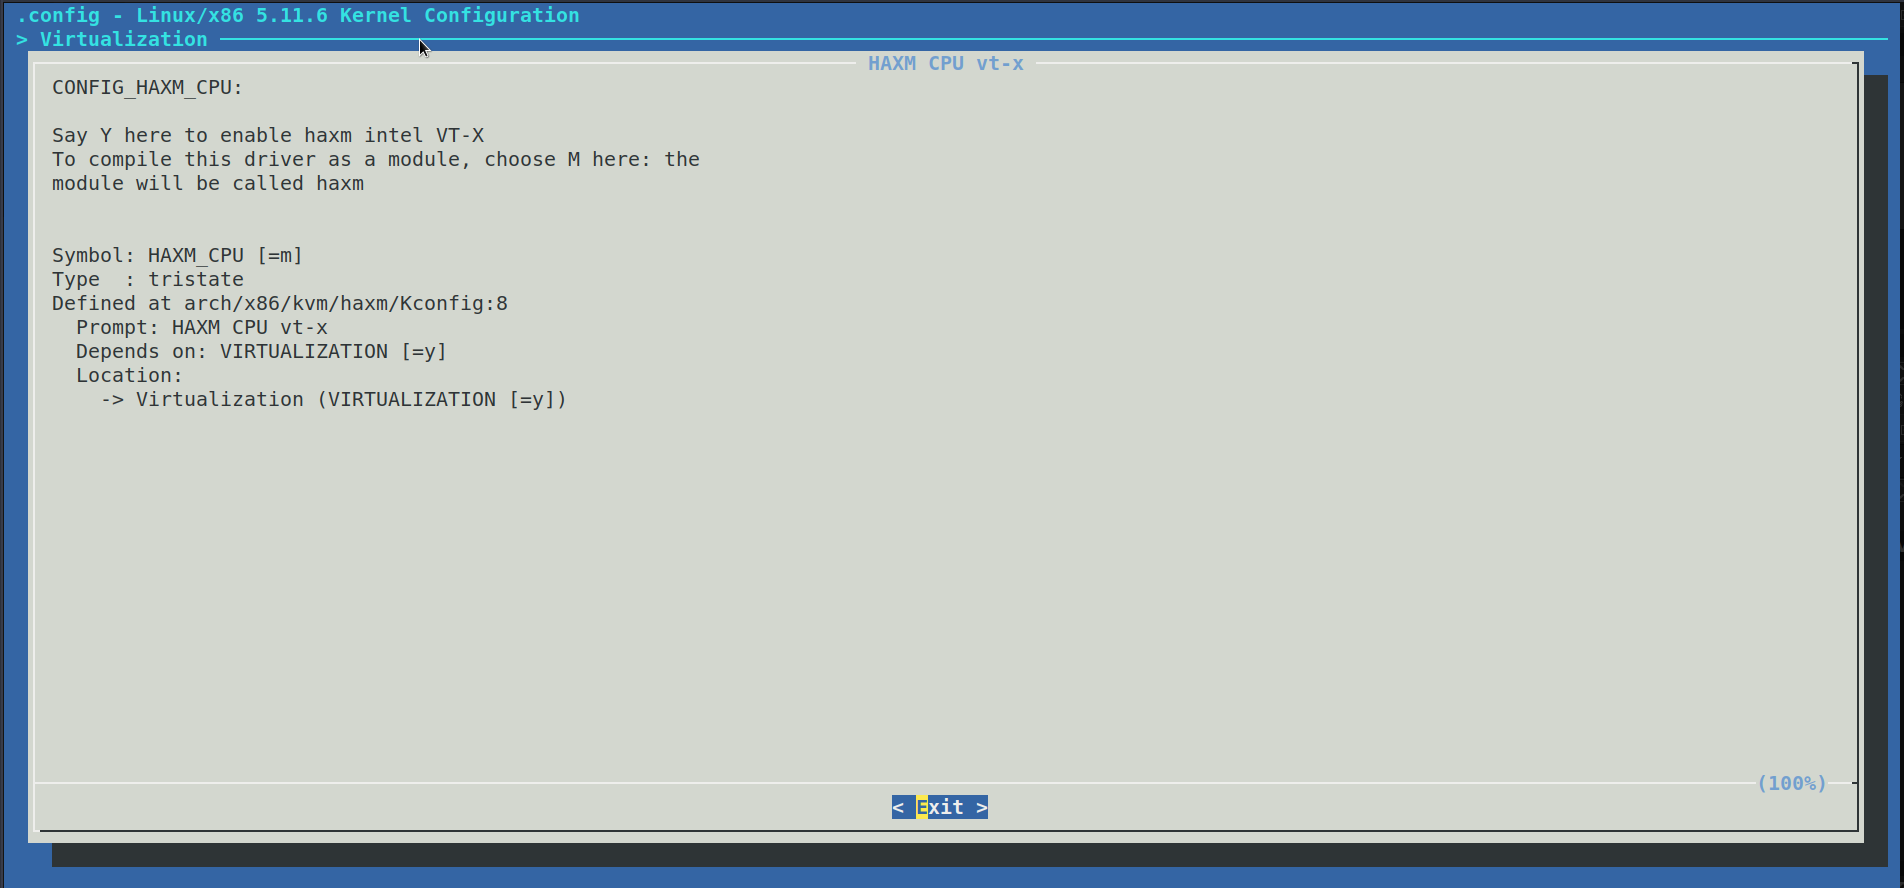 .config - Linux/x86 5.11.6 Kernel Configuration
> Virtualization
HAXM CPU vt-x
CONFIG_HAXM_CPU:
Say Y here to enable haxm intel VT-X
To compile this driver as a module, choose M here: the
module will be called haxm
Symbol: HAXM_CPU [=m]
Type  : tristate
Defined at arch/x86/kvm/haxm/Kconfig:8
  Prompt: HAXM CPU vt-x
  Depends on: VIRTUALIZATION [=y]
  Location:
    -> Virtualization (VIRTUALIZATION [=y])
(100%)
< Exit >